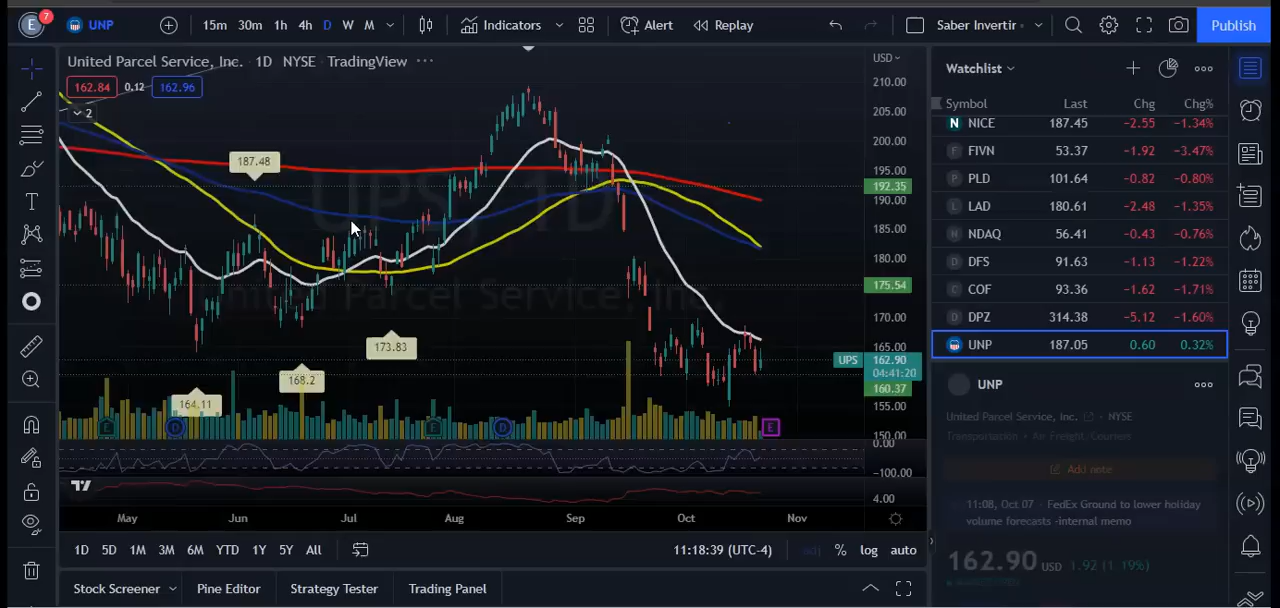 E 7 UNP 15m 30m 1h 4h D W M Indicators Alert Replay Saber Invertir Publish
United Parcel Service, Inc. · 1D NYSE TradingView ···
162.84 0.12 162.96
2
USD
210.00
205.00
200.00
195.00
192.35
190.00
185.00
180.00
175.54
170.00
165.00
UPS 162.90
04:41:20
160.37
155.00
150.00
0.00
−100.00
4.00
187.48
173.83
168.2
164.11
UPS, 1D
United Parcel Service, Inc.
E D E D E
May Jun Jul Aug Sep Oct Nov
1D 5D 1M 3M 6M YTD 1Y 5Y All 11:18:39 (UTC-4) adj % log auto
Stock Screener Pine Editor Strategy Tester Trading Panel
Watchlist
Symbol Last Chg Chg%
N NICE 187.45 −2.55 −1.34%
F FIVN 53.37 −1.92 −3.47%
P PLD 101.64 −0.82 −0.80%
L LAD 180.61 −2.48 −1.35%
N NDAQ 56.41 −0.43 −0.76%
D DFS 91.63 −1.13 −1.22%
C COF 93.36 −1.62 −1.71%
D DPZ 314.38 −5.12 −1.60%
UNP 187.05 0.60 0.32%
UNP
United Parcel Service, Inc. · NYSE
Transportation • Air Freight/Couriers
Add note
11:08, Oct 07 · FedEx Ground to lower holiday
volume forecasts -internal memo
162.90 USD 1.92 (1.19%)